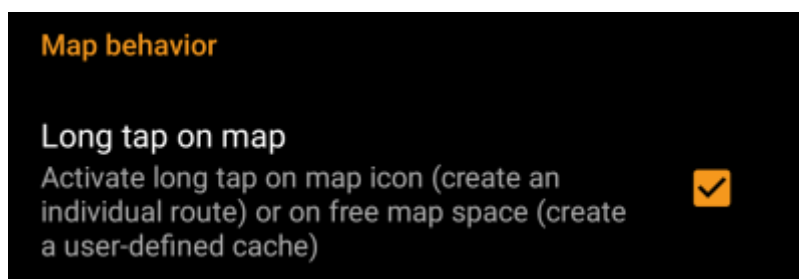 Map behavior
Long tap on map
Activate long tap on map icon (create an
individual route) or on free map space (create
a user-defined cache)